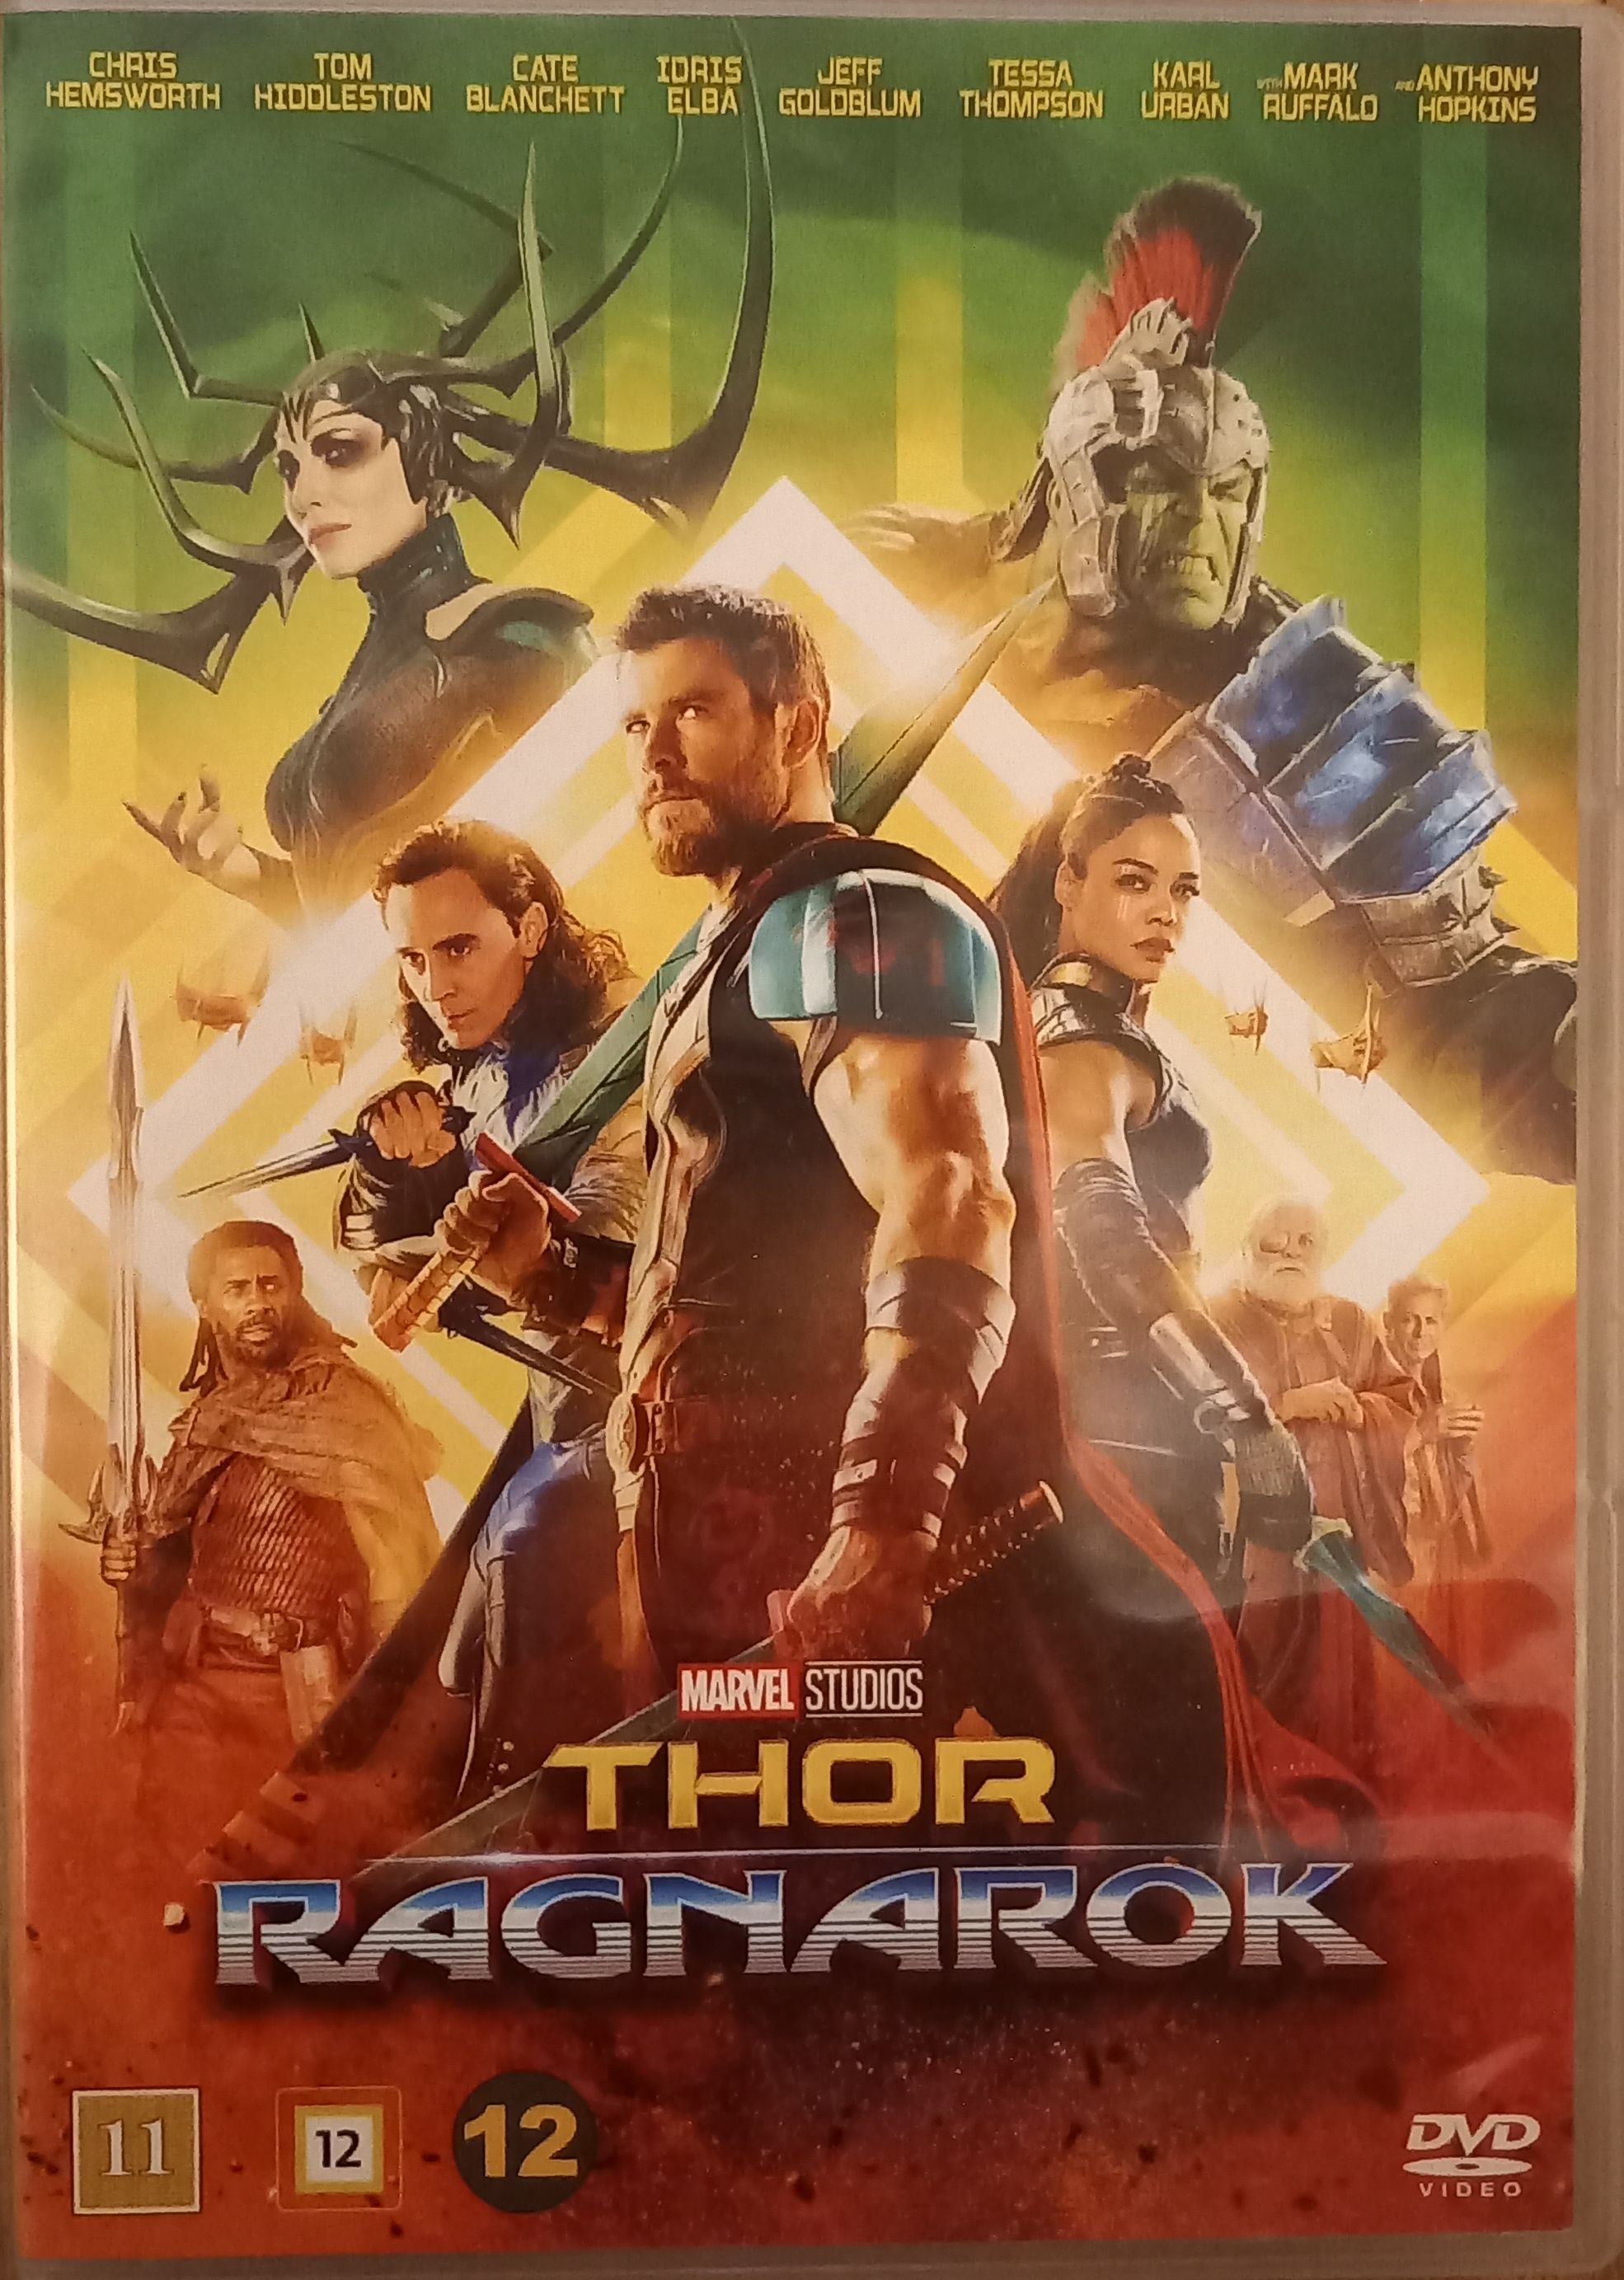 CHRIS HEMSWORTH
TOM HIDDLESTON
CATE BLANCHETT
IDRIS ELBA
JEFF GOLDBLUM
TESSA THOMPSON
KARL URBAN
WITH MARK RUFFALO
AND ANTHONY HOPKINS
MARVEL STUDIOS
THOR
RAGNAROK
11
12
12
DVD
VIDEO